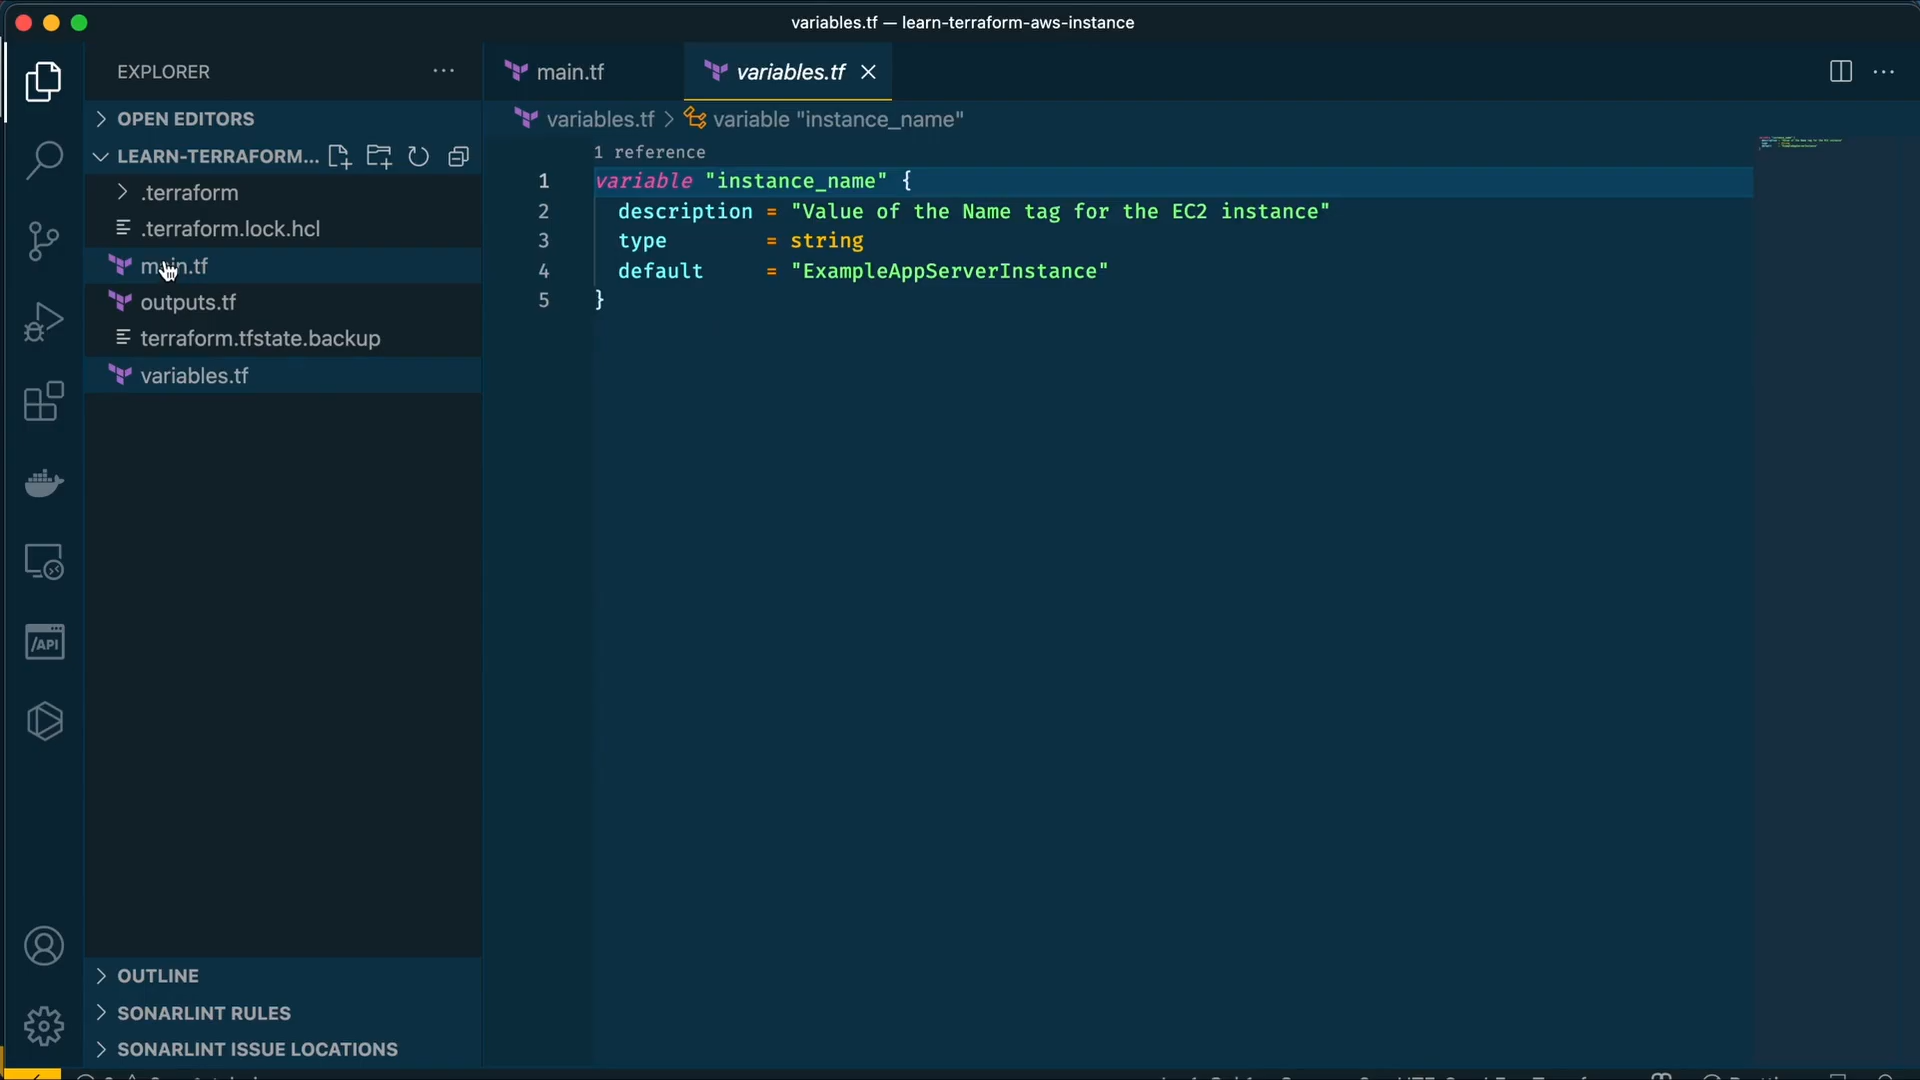 variables.tf — learn-terraform-aws-instance
EXPLORER
OPEN EDITORS
LEARN-TERRAFORM...
.terraform
.terraform.lock.hcl
main.tf
outputs.tf
terraform.tfstate.backup
variables.tf
OUTLINE
SONARLINT RULES
SONARLINT ISSUE LOCATIONS
/API
main.tf
variables.tf
variables.tf > variable "instance_name"
1 reference
1 variable "instance_name" {
2 description = "Value of the Name tag for the EC2 instance"
3 type = string
4 default = "ExampleAppServerInstance"
5 }